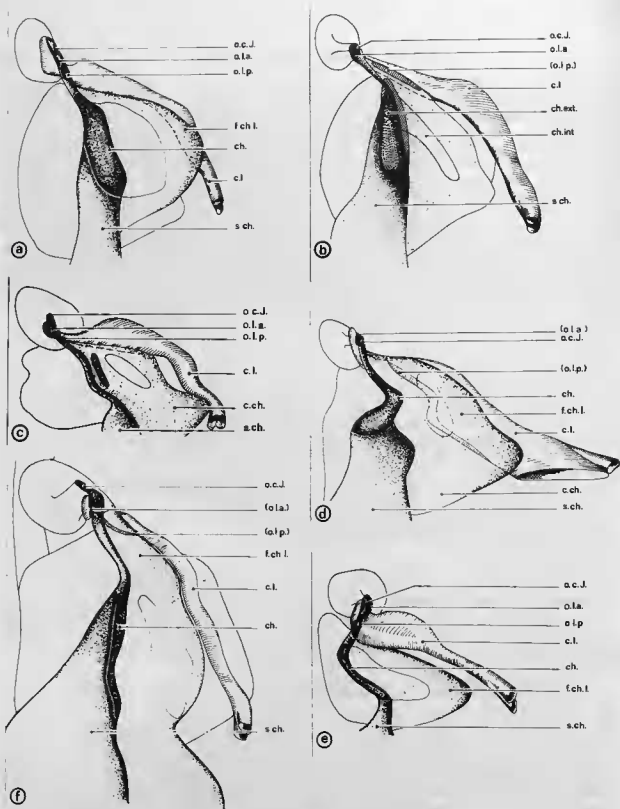 o.c.J.
o.l.a.
o.l.p.
f.ch.l.
ch.
c.l
s.ch.
a
o.c.J.
o.l.a
(o.l.p.)
c.l
ch.ext.
ch.int
s.ch.
b
o.c.J.
o.l.a.
o.l.p.
c.l.
c.ch.
s.ch.
c
(o.l.a)
o.c.J.
(o.l.p.)
ch.
f.ch.l.
c.l.
c.ch.
s.ch.
d
o.c.J.
(o.l.a.)
(o.l.p.)
f.ch.l.
c.l.
ch.
s.ch.
f
o.c.J.
o.l.a.
o.l.p
c.l.
ch.
f.ch.l.
s.ch.
e